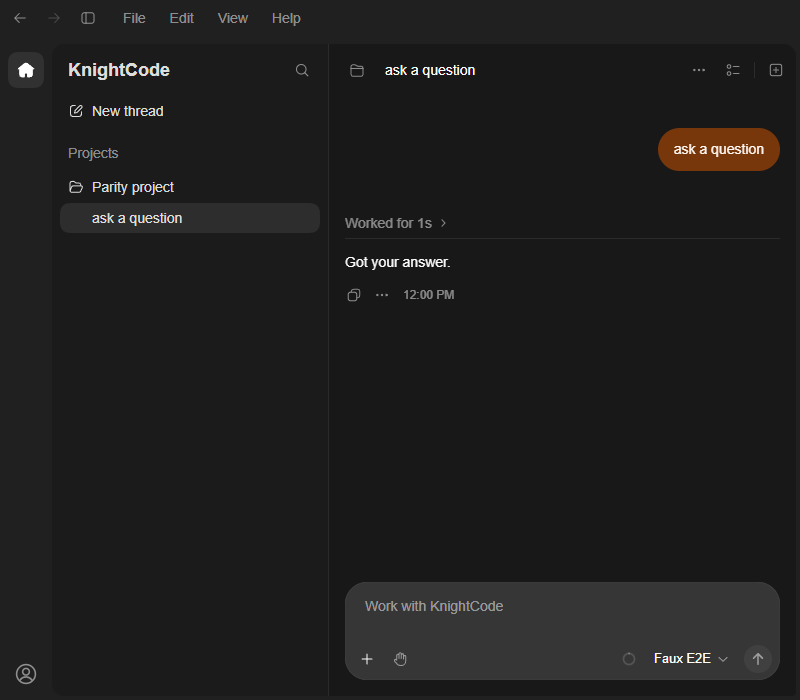 File Edit View Help
KnightCode
New thread
Projects
Parity project
ask a question
ask a question
ask a question
Worked for 1s
Got your answer.
12:00 PM
Work with KnightCode
Faux E2E